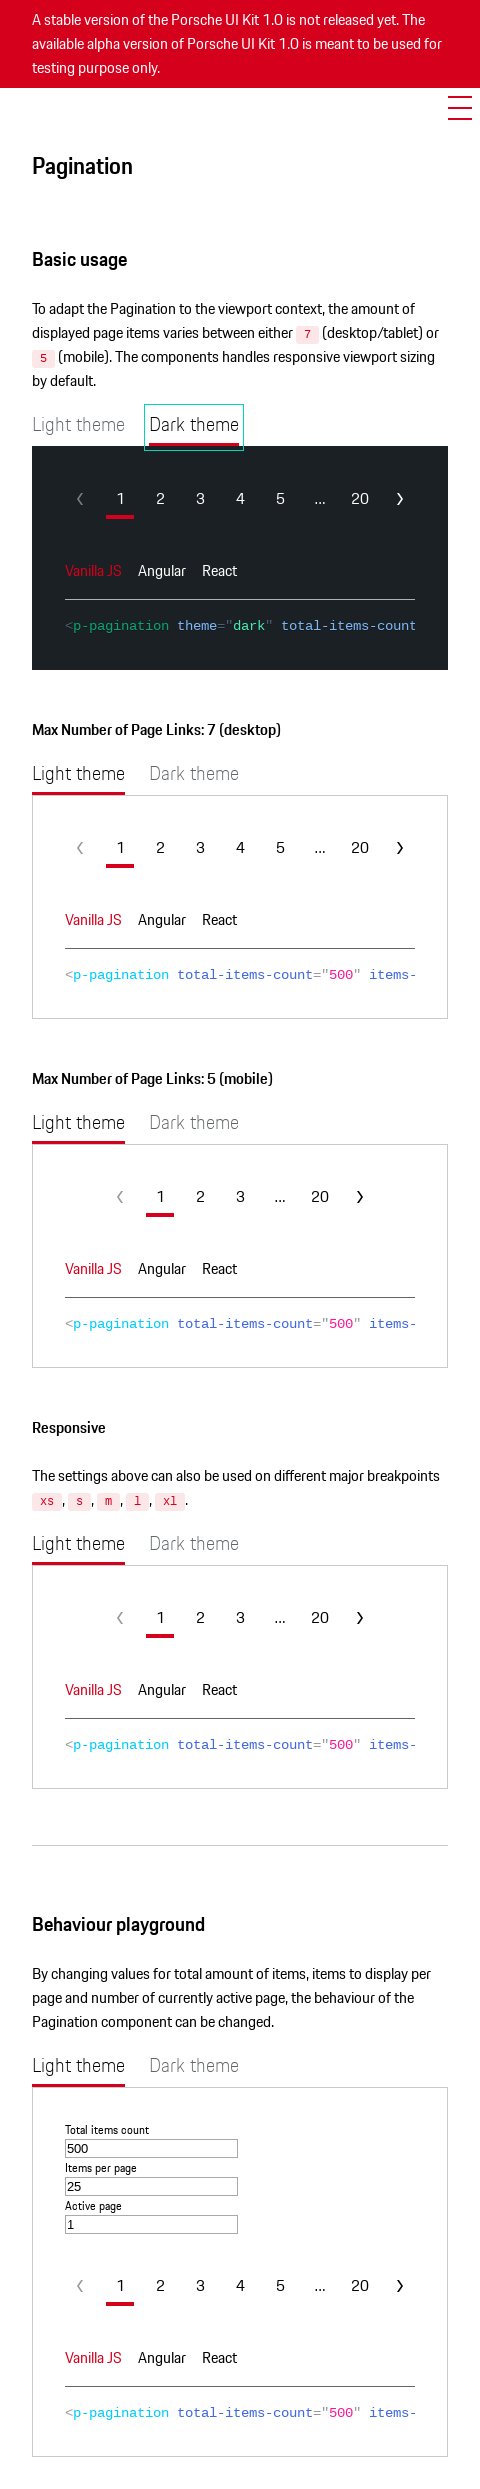 A stable version of the Porsche UI Kit 1.0 is not released yet. The
available alpha version of Porsche UI Kit 1.0 is meant to be used for
testing purpose only.
Pagination
Basic usage
To adapt the Pagination to the viewport context, the amount of
displayed page items varies between either 7 (desktop/tablet) or
5 (mobile). The components handles responsive viewport sizing
by default.
Light theme Dark theme
1 2 3 4 5 ... 20
Vanilla JS Angular React
<p-pagination theme="dark" total-items-count
Max Number of Page Links: 7 (desktop)
Light theme Dark theme
1 2 3 4 5 ... 20
Vanilla JS Angular React
<p-pagination total-items-count="500" items-
Max Number of Page Links: 5 (mobile)
Light theme Dark theme
1 2 3 ... 20
Vanilla JS Angular React
<p-pagination total-items-count="500" items-
Responsive
The settings above can also be used on different major breakpoints
xs, s, m, l, xl.
Light theme Dark theme
1 2 3 ... 20
Vanilla JS Angular React
<p-pagination total-items-count="500" items-
Behaviour playground
By changing values for total amount of items, items to display per
page and number of currently active page, the behaviour of the
Pagination component can be changed.
Light theme Dark theme
Total items count
500
Items per page
25
Active page
1
1 2 3 4 5 ... 20
Vanilla JS Angular React
<p-pagination total-items-count="500" items-